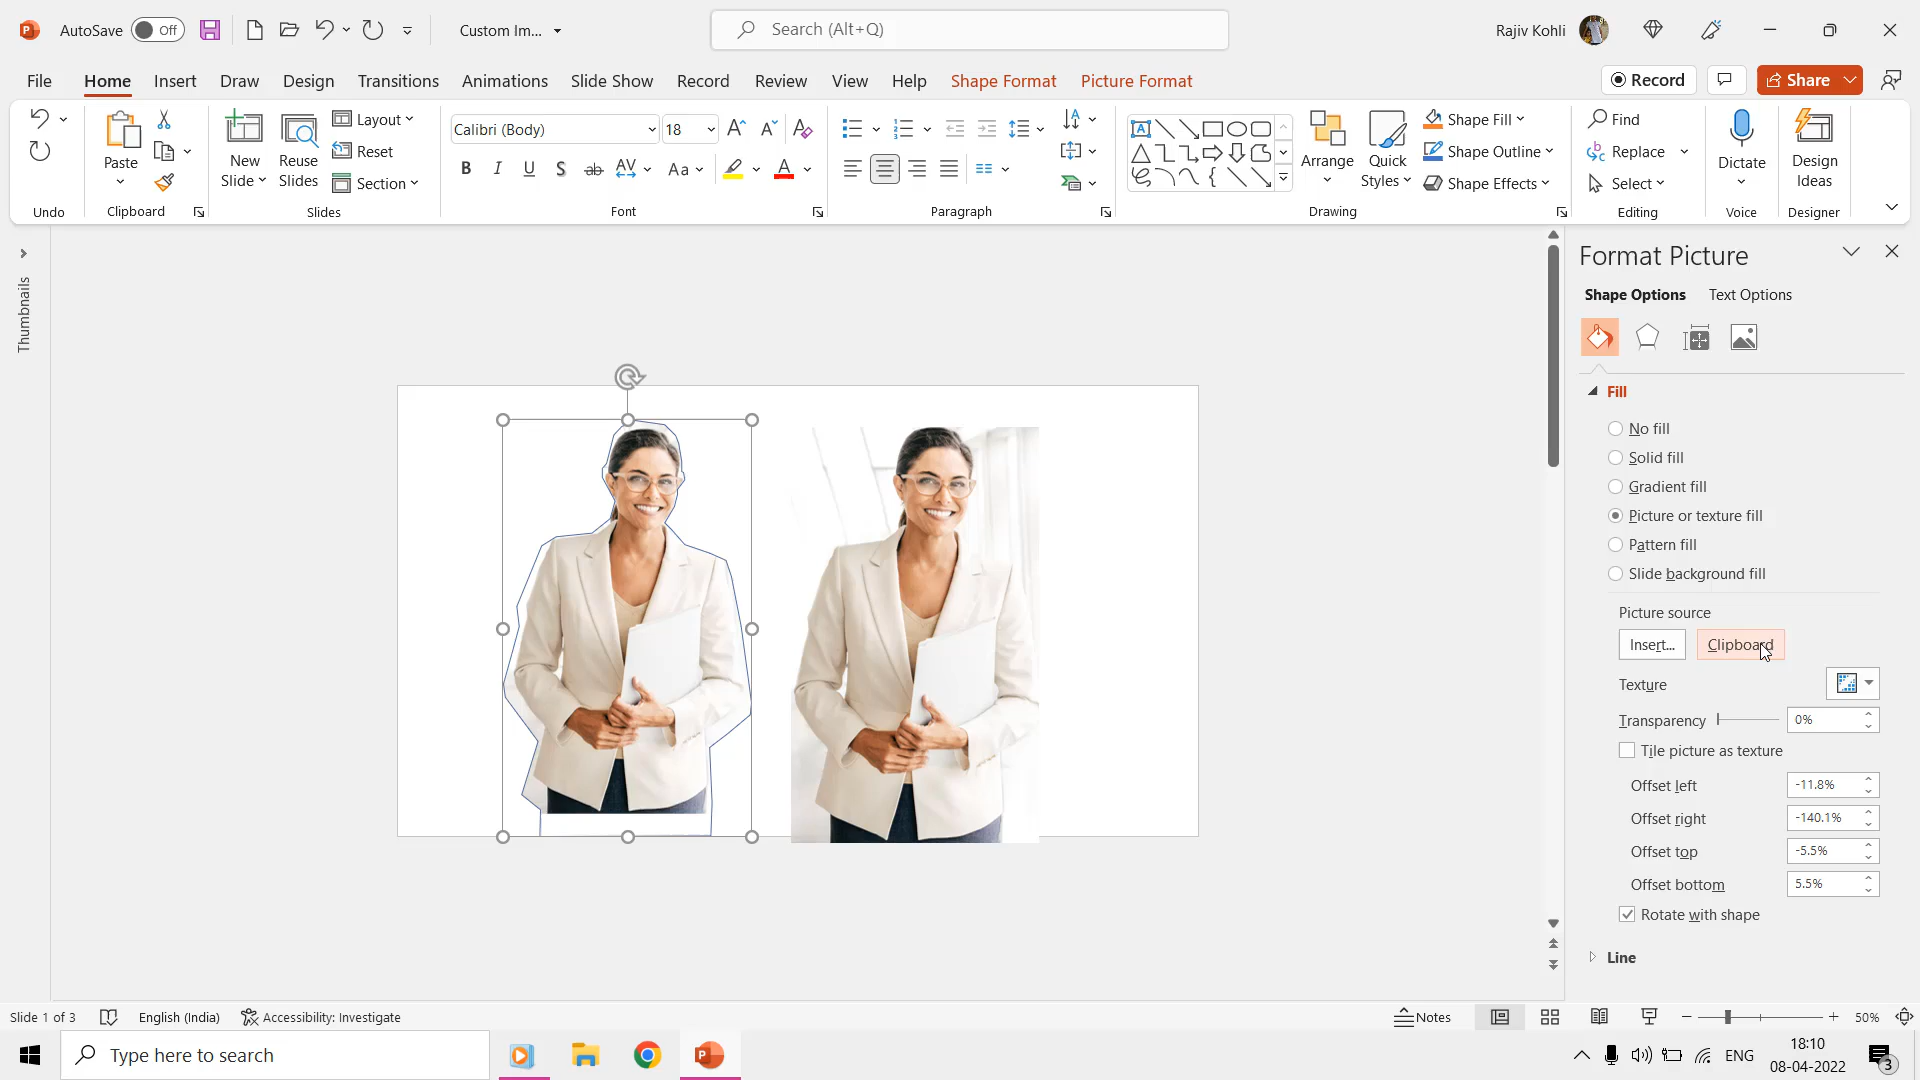 AutoSave Off Custom Im... Search (Alt+Q) Rajiv Kohli
File Home Insert Draw Design Transitions Animations Slide Show Record Review View Help Shape Format Picture Format Record Share
Paste
New Slide
Reuse Slides
Layout
Reset
Section
Calibri (Body) 18
B I U S ab AV Aa A
Arrange
Quick Styles
Shape Fill
Shape Outline
Shape Effects
Find
Replace
Select
Dictate
Design Ideas
Undo Clipboard Slides Font Paragraph Drawing Editing Voice Designer
Thumbnails
Format Picture
Shape Options Text Options
Fill
No fill
Solid fill
Gradient fill
Picture or texture fill
Pattern fill
Slide background fill
Picture source
Insert... Clipboard
Texture
Transparency 0%
Tile picture as texture
Offset left -11.8%
Offset right -140.1%
Offset top -5.5%
Offset bottom 5.5%
Rotate with shape
Line
Slide 1 of 3 English (India) Accessibility: Investigate Notes 50%
Type here to search ENG 18:10
08-04-2022 3